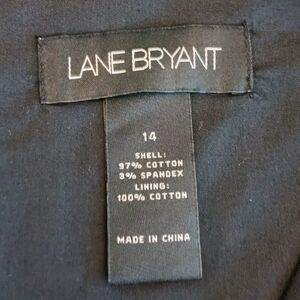 LANE BRYANT
14
SHELL:
97% COTTON
3% SPANDEX
LINING:
100% COTTON
MADE IN CHINA